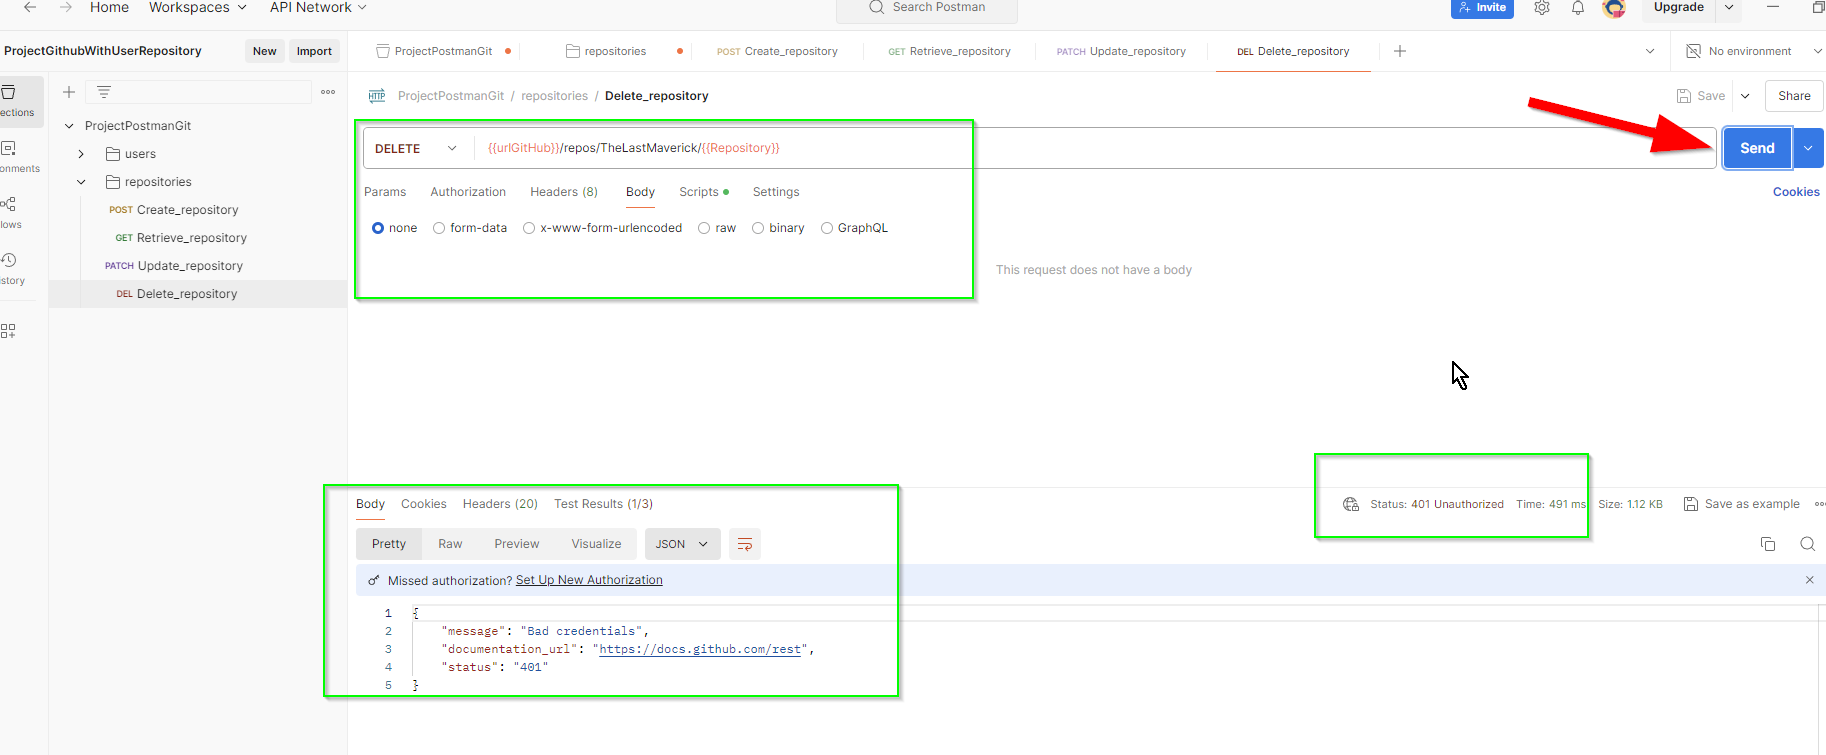 Home Workspaces API Network Search Postman Invite Upgrade
ProjectGithubWithUserRepository New Import ProjectPostmanGit repositories POST Create_repository GET Retrieve_repository PATCH Update_repository DEL Delete_repository No environment
ections
ProjectPostmanGit / repositories / Delete_repository Save Share
ProjectPostmanGit
users
repositories
POST Create_repository
GET Retrieve_repository
PATCH Update_repository
DEL Delete_repository
onments
lows
istory
DELETE {{urlGitHub}}/repos/TheLastMaverick/{{Repository}} Send
Params Authorization Headers (8) Body Scripts Settings Cookies
none form-data x-www-form-urlencoded raw binary GraphQL
This request does not have a body
Body Cookies Headers (20) Test Results (1/3) Status: 401 Unauthorized Time: 491 ms Size: 1.12 KB Save as example
Pretty Raw Preview Visualize JSON
Missed authorization? Set Up New Authorization
1 {
2 "message": "Bad credentials",
3 "documentation_url": "https://docs.github.com/rest",
4 "status": "401"
5 }